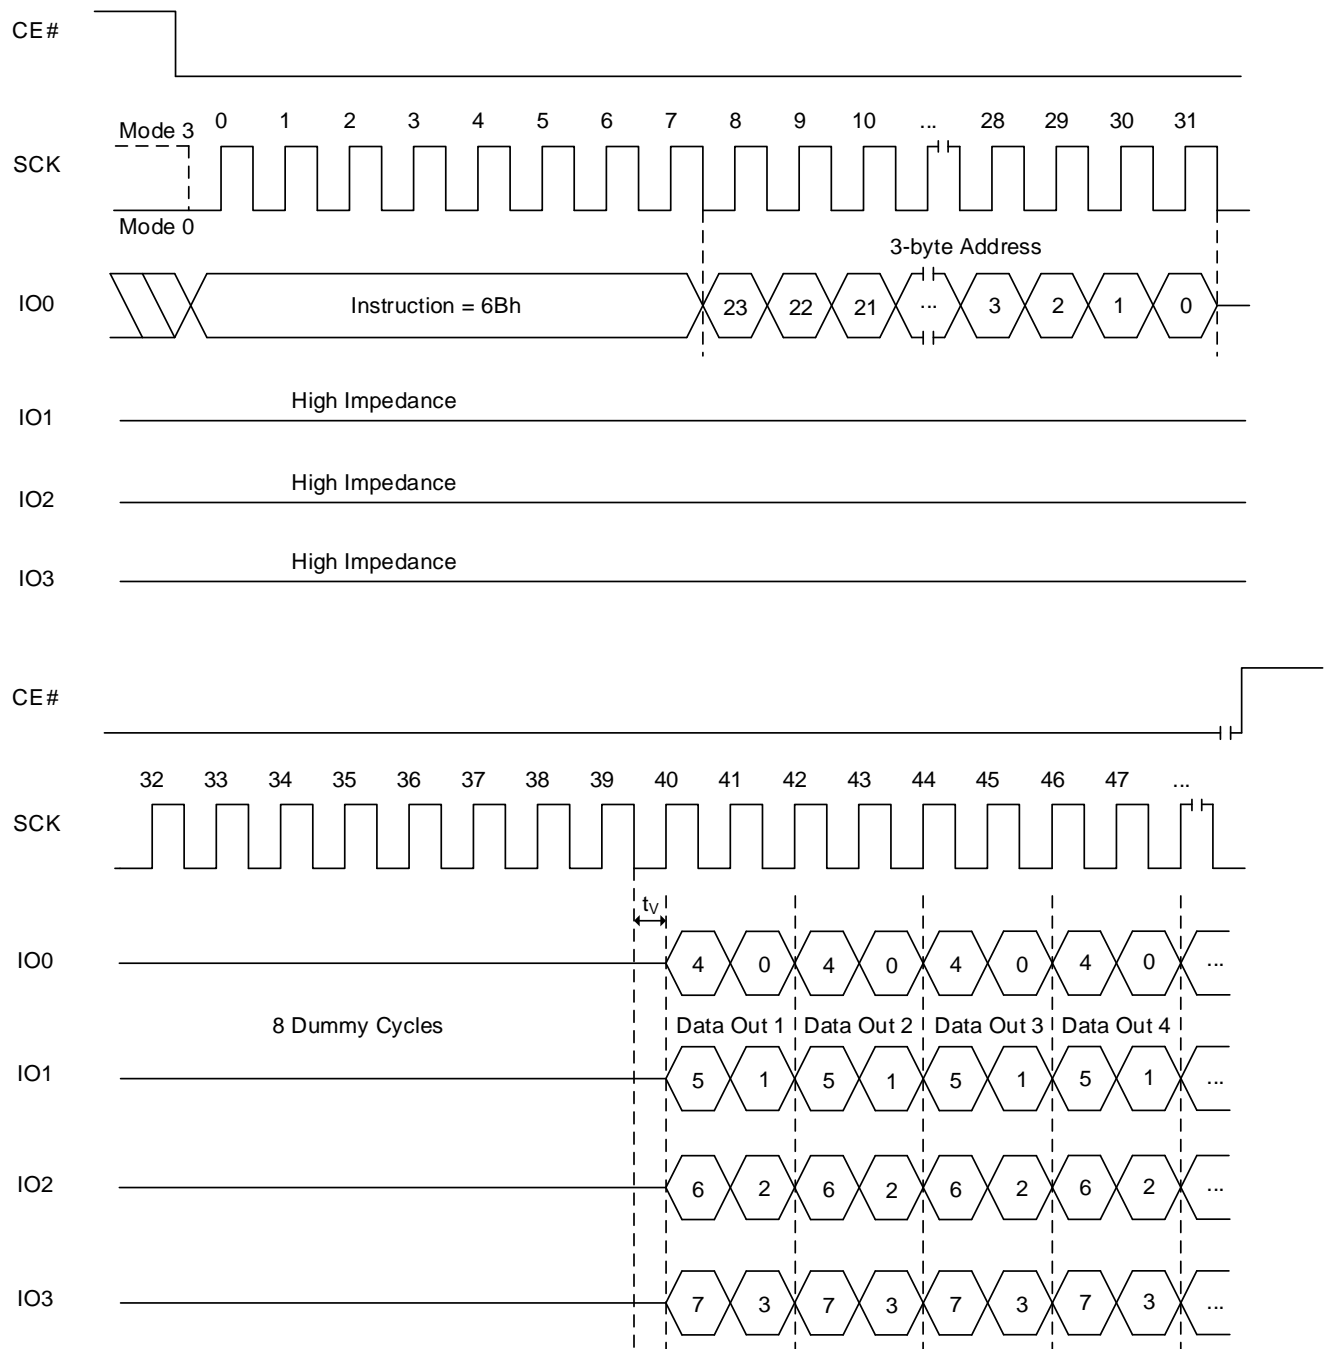 CE#
Mode 3 0 1 2 3 4 5 6 7 8 9 10 ... 28 29 30 31
SCK
Mode 0
3-byte Address
IO0 Instruction = 6Bh 23 22 21 ... 3 2 1 0
High Impedance
IO1
High Impedance
IO2
High Impedance
IO3
CE#
32 33 34 35 36 37 38 39 40 41 42 43 44 45 46 47 ...
SCK
tV
IO0 4 0 4 0 4 0 4 0 ...
8 Dummy Cycles Data Out 1 Data Out 2 Data Out 3 Data Out 4
IO1 5 1 5 1 5 1 5 1 ...
IO2 6 2 6 2 6 2 6 2 ...
IO3 7 3 7 3 7 3 7 3 ...